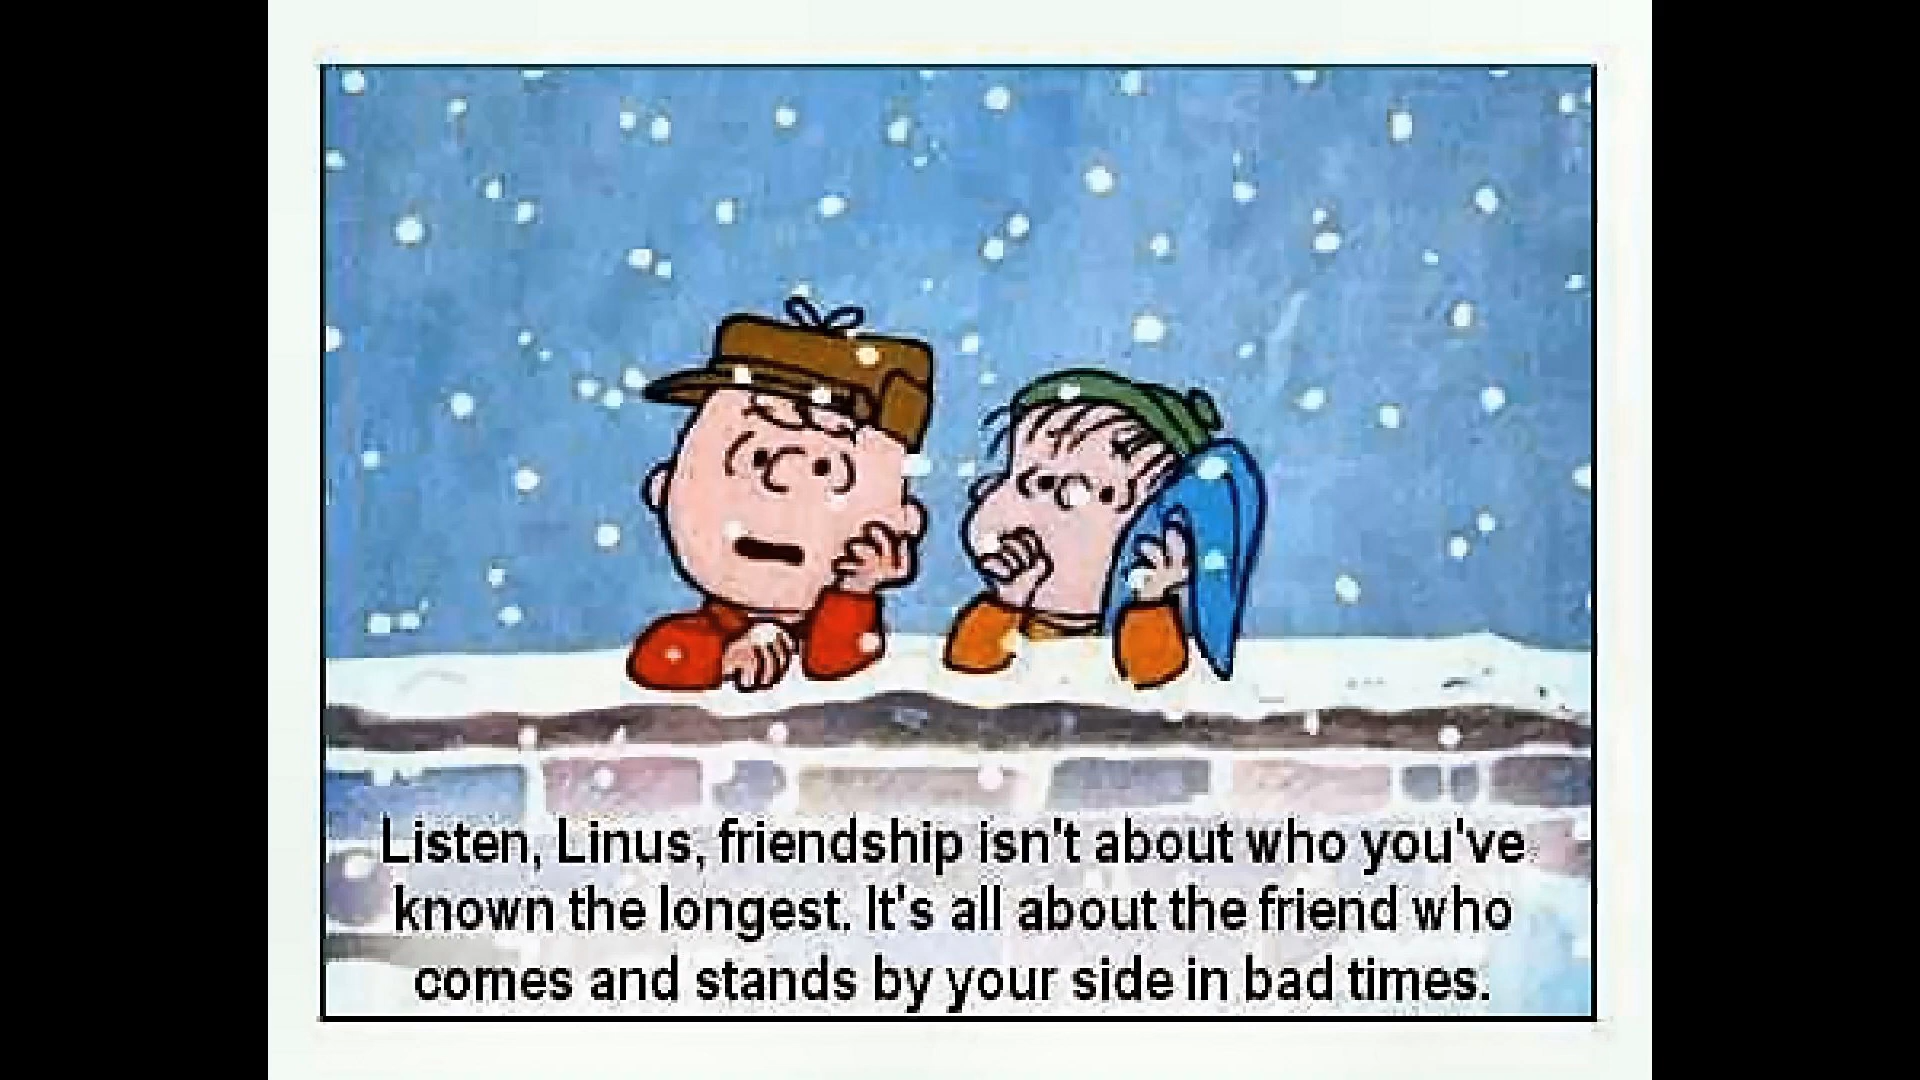 Listen, Linus, friendship isn't about who you've
known the longest. It's all about the friend who
comes and stands by your side in bad times.